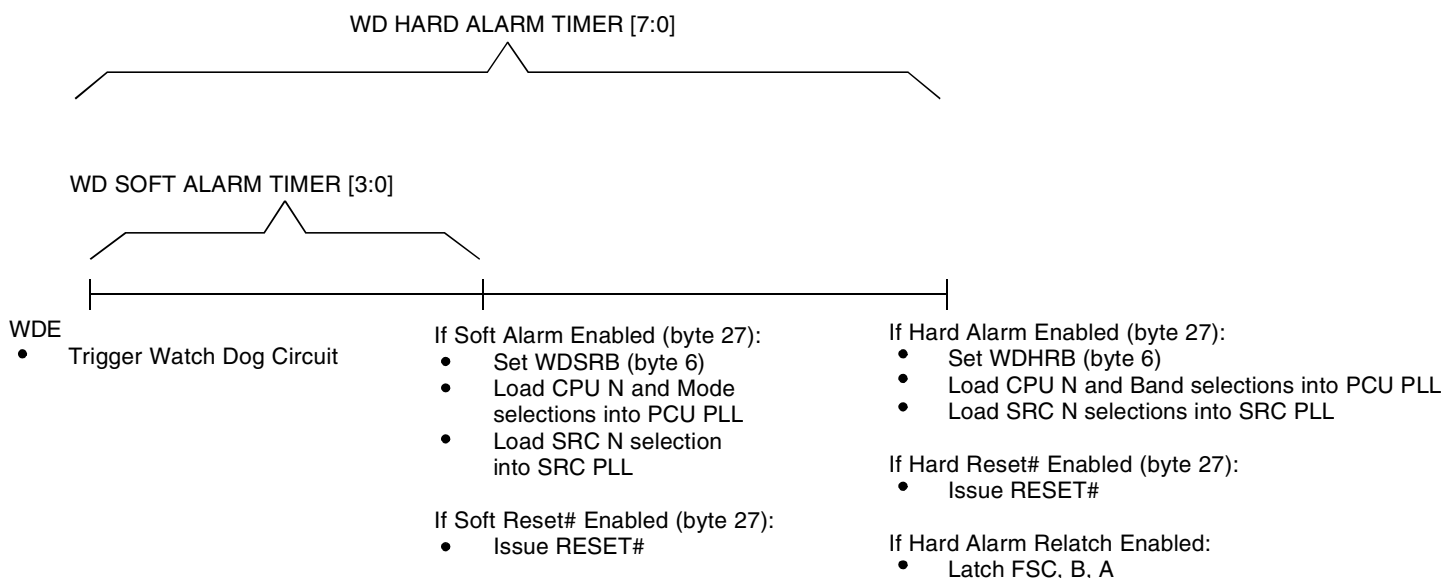 WD HARD ALARM TIMER [7:0]
WD SOFT ALARM TIMER [3:0]
WDE
• Trigger Watch Dog Circuit
If Soft Alarm Enabled (byte 27):
• Set WDSRB (byte 6)
• Load CPU N and Mode
selections into PCU PLL
• Load SRC N selection
into SRC PLL
If Soft Reset# Enabled (byte 27):
• Issue RESET#
If Hard Alarm Enabled (byte 27):
• Set WDHRB (byte 6)
• Load CPU N and Band selections into PCU PLL
• Load SRC N selections into SRC PLL
If Hard Reset# Enabled (byte 27):
• Issue RESET#
If Hard Alarm Relatch Enabled:
• Latch FSC, B, A